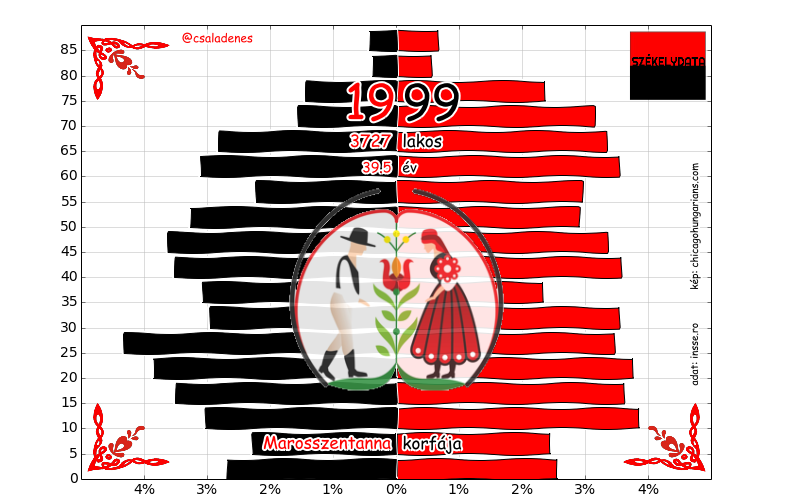 @csaladenes
SZÉKELYDATA
1999
3727 lakos
39.5 év
kép: chicagohungarians.com
adat: insse.ro
Marosszentanna korfája
85
80
75
70
65
60
55
50
45
40
35
30
25
20
15
10
5
0
4% 3% 2% 1% 0% 1% 2% 3% 4%